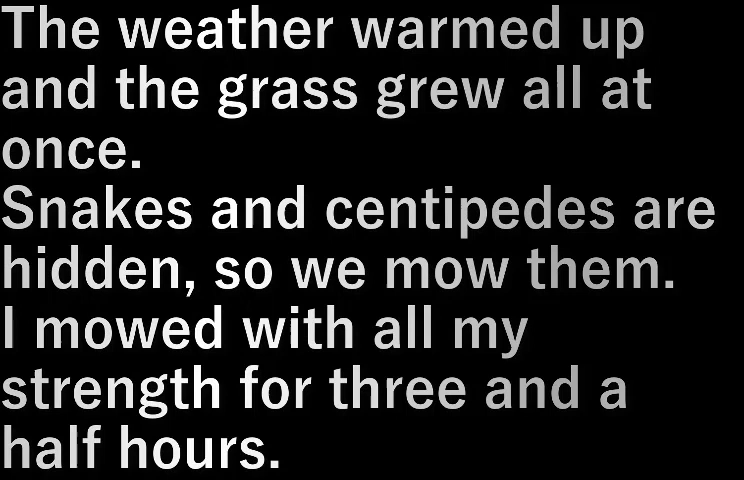 The weather warmed up
and the grass grew all at
once.
Snakes and centipedes are
hidden, so we mow them.
I mowed with all my
strength for three and a
half hours.